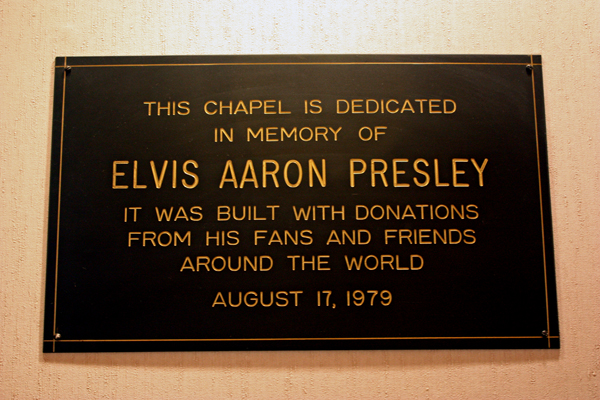 THIS CHAPEL IS DEDICATED
IN MEMORY OF
ELVIS AARON PRESLEY
IT WAS BUILT WITH DONATIONS
FROM HIS FANS AND FRIENDS
AROUND THE WORLD
AUGUST 17, 1979